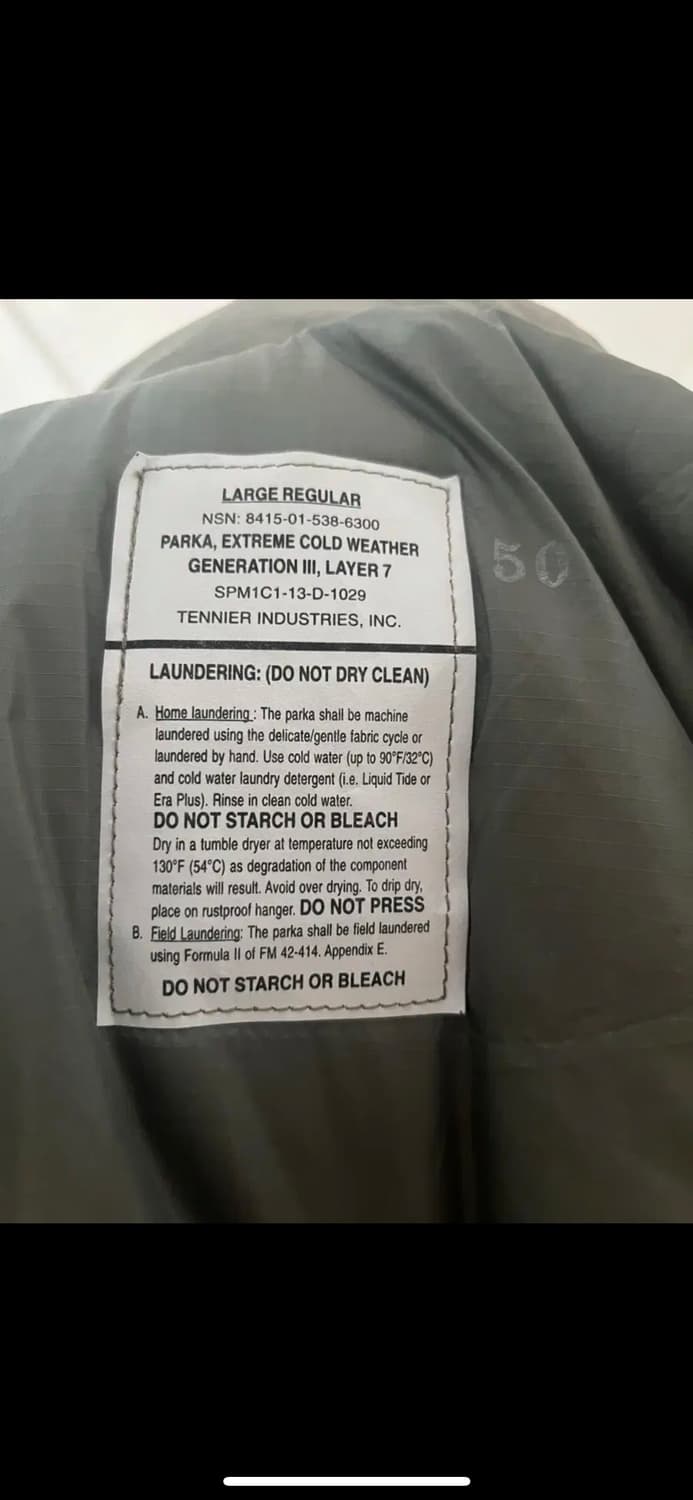 LARGE REGULAR
NSN: 8415-01-538-6300
PARKA, EXTREME COLD WEATHER
GENERATION III, LAYER 7
SPM1C1-13-D-1029
TENNIER INDUSTRIES, INC.
50
LAUNDERING: (DO NOT DRY CLEAN)
A. Home laundering : The parka shall be machine
laundered using the delicate/gentle fabric cycle or
laundered by hand. Use cold water (up to 90°F/32°C)
and cold water laundry detergent (i.e. Liquid Tide or
Era Plus). Rinse in clean cold water.
DO NOT STARCH OR BLEACH
Dry in a tumble dryer at temperature not exceeding
130°F (54°C) as degradation of the component
materials will result. Avoid over drying. To drip dry,
place on rustproof hanger. DO NOT PRESS
B. Field Laundering: The parka shall be field laundered
using Formula II of FM 42-414. Appendix E.
DO NOT STARCH OR BLEACH